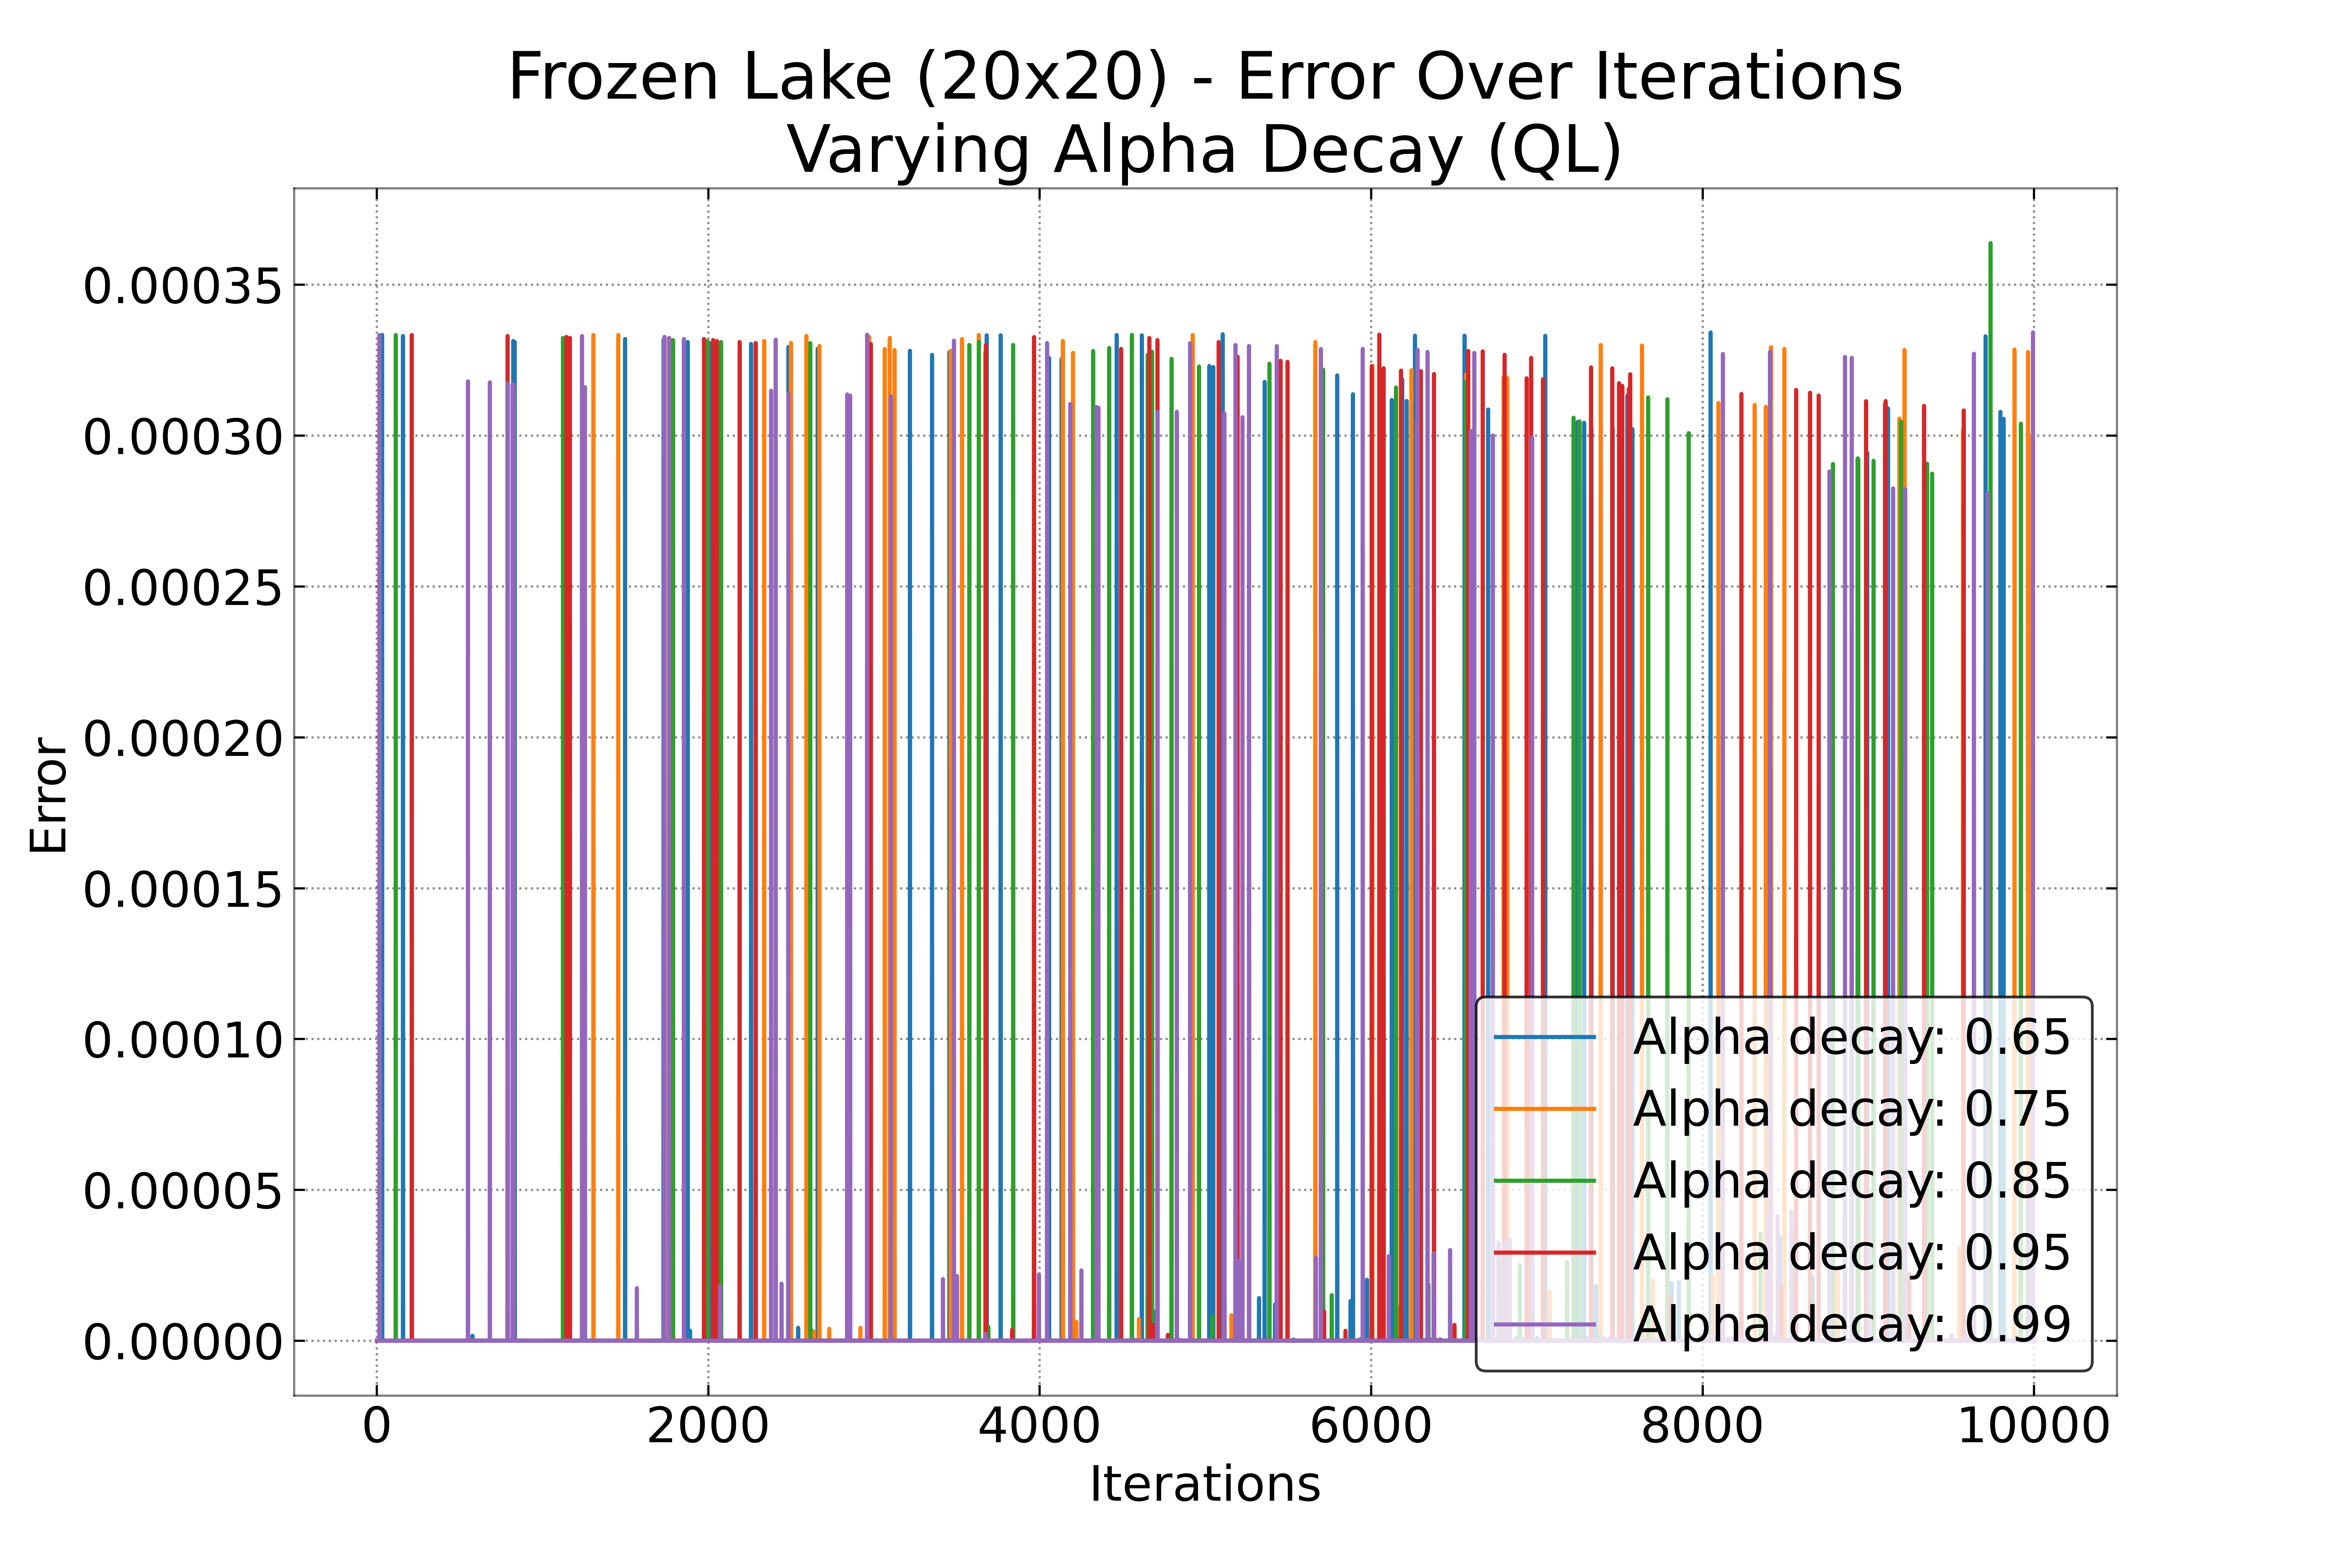 Frozen Lake (20x20) - Error Over Iterations
Varying Alpha Decay (QL)
0.00035
0.00030
0.00025
0.00020
0.00015
0.00010
0.00005
0.00000
Error
Alpha decay: 0.65
Alpha decay: 0.75
Alpha decay: 0.85
Alpha decay: 0.95
Alpha decay: 0.99
0 2000 4000 6000 8000 10000
Iterations